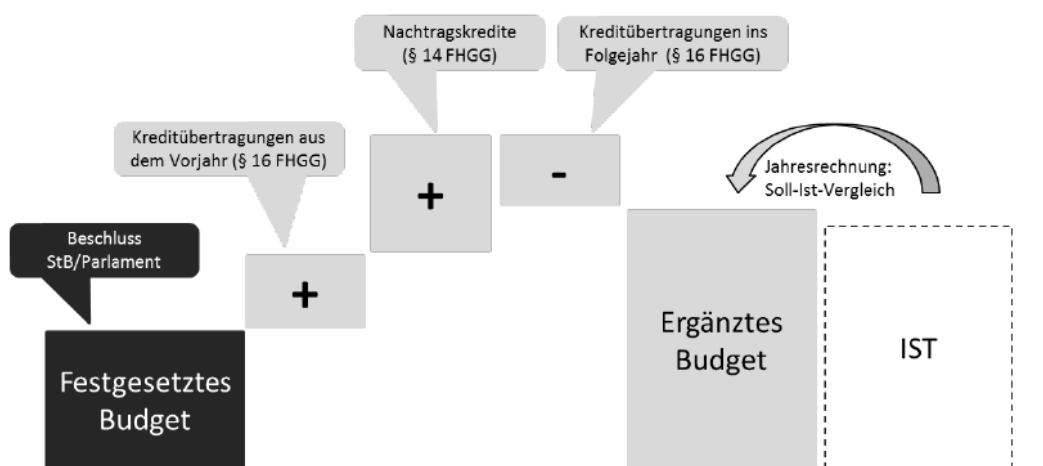 Nachtragskredite
(§ 14 FHGG)
Kreditübertragungen ins
Folgejahr (§ 16 FHGG)
Kreditübertragungen aus
dem Vorjahr (§ 16 FHGG)
Jahresrechnung:
Soll-Ist-Vergleich
Beschluss
StB/Parlament
+
+
-
Festgesetztes
Budget
Ergänztes
Budget
IST